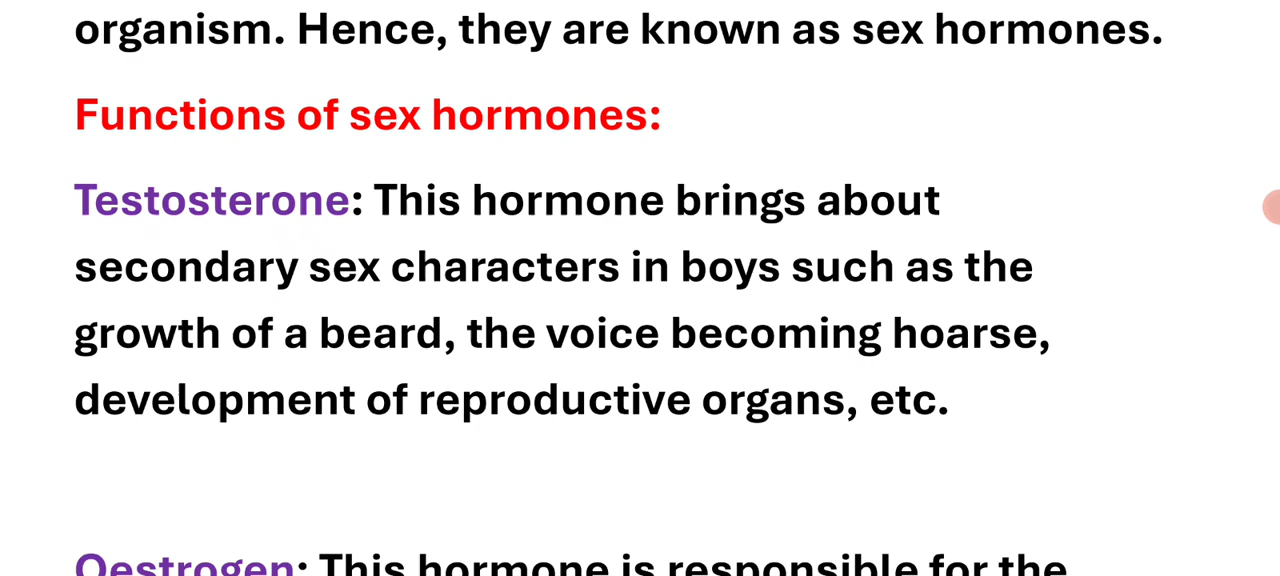 organism. Hence, they are known as sex hormones.
Functions of sex hormones:
Testosterone: This hormone brings about
secondary sex characters in boys such as the
growth of a beard, the voice becoming hoarse,
development of reproductive organs, etc.
Oestrogen: This hormone is responsible for the